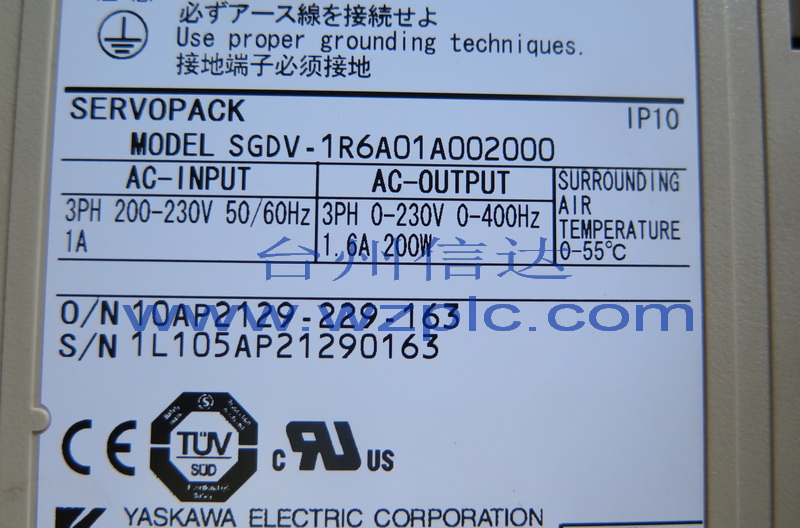 必ずアース線を接続せよ
Use proper grounding techniques.
接地端子必须接地
SERVOPACK
IP10
MODEL SGDV-1R6A01A002000
AC-INPUT
3PH 200-230V 50/60Hz
1A
AC-OUTPUT
3PH 0-230V 0-400Hz
1.6A 200W
SURROUNDING
AIR
TEMPERATURE
0-55℃
台州信达
O/N 10AP2129-229-163
www.wzplc.com
S/N 1L105AP21290163
CE
TÜV
SÜD
c RU US
YASKAWA ELECTRIC CORPORATION